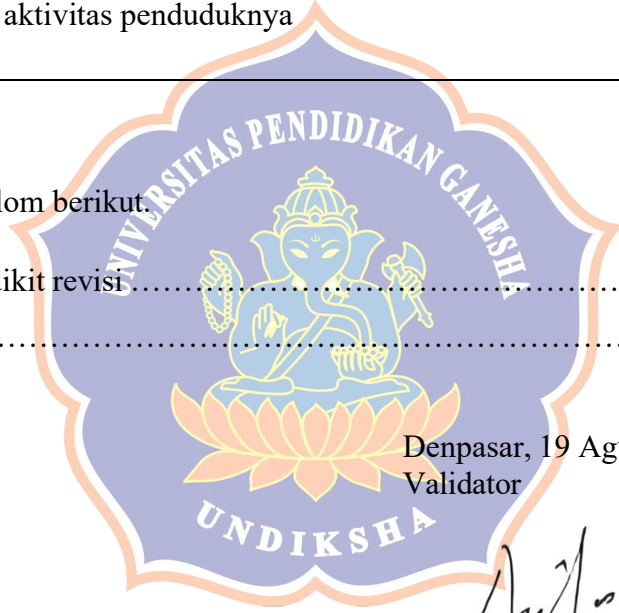 aktivitas penduduknya
UNIVERSITAS PENDIDIKAN GANESHA
lom berikut.
ikit revisi……………………………………………
……………………………………………………
Denpasar, 19 Ag
Validator
UNDIKSHA